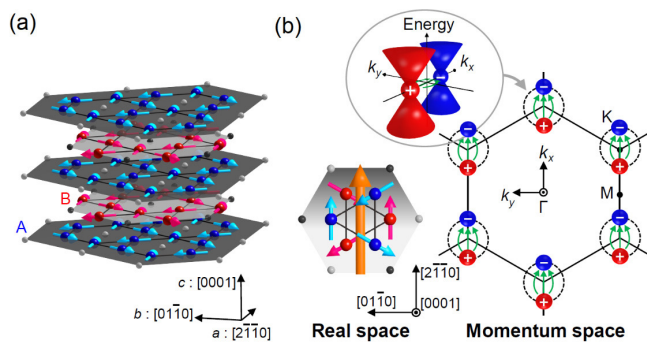 (a)
B
A
c : [0001]
b : [01̄10]
a : [2̄1̄10]
(b)
Energy
k_y
k_x
+
−
−
−
K
−
+
+
+
k_x
k_y
Γ
M
−
−
−
+
+
+
[2̄1̄10]
[01̄10]
[0001]
Real space
Momentum space